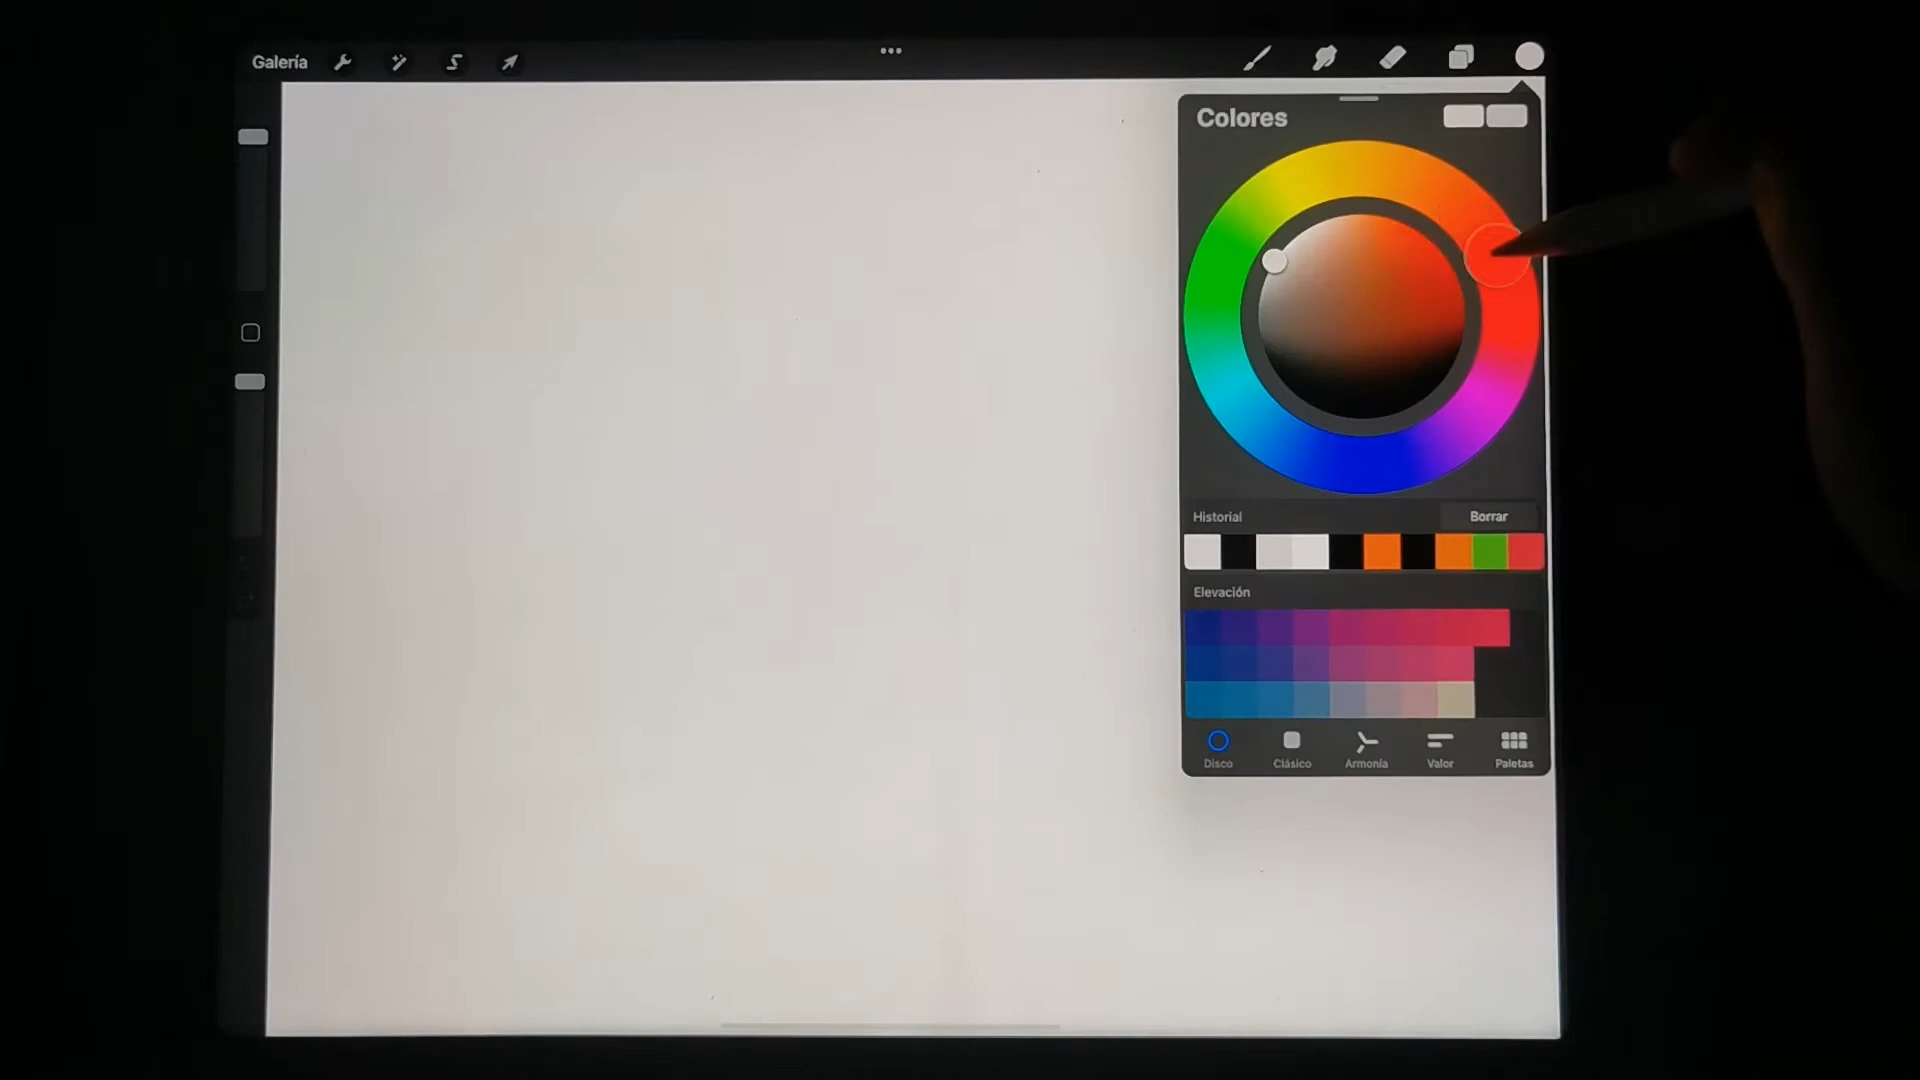 Galería
Colores
Historial
Borrar
Elevación
Disco
Clásico
Armonía
Valor
Paletas